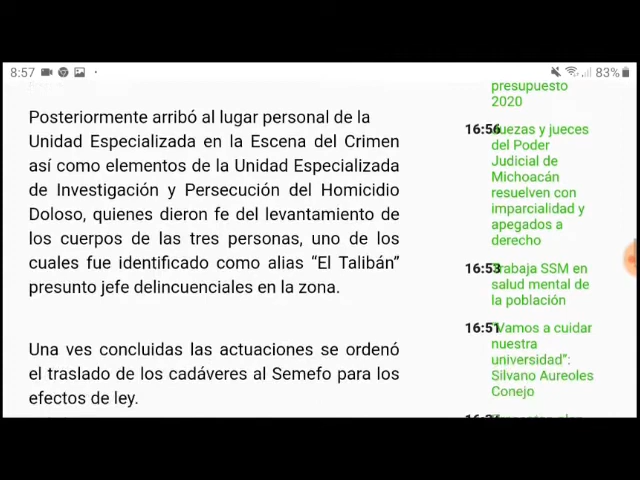 8:57
83%
Posteriormente arribó al lugar personal de la
Unidad Especializada en la Escena del Crimen
así como elementos de la Unidad Especializada
de Investigación y Persecución del Homicidio
Doloso, quienes dieron fe del levantamiento de
los cuerpos de las tres personas, uno de los
cuales fue identificado como alias “El Talibán”
presunto jefe delincuenciales en la zona.
Una ves concluidas las actuaciones se ordenó
el traslado de los cadáveres al Semefo para los
efectos de ley.
presupuesto
2020
16:56 Juezas y jueces
del Poder
Judicial de
Michoacán
resuelven con
imparcialidad y
apegados a
derecho
16:53 Trabaja SSM en
salud mental de
la población
16:51 “Vamos a cuidar
nuestra
universidad”:
Silvano Aureoles
Conejo